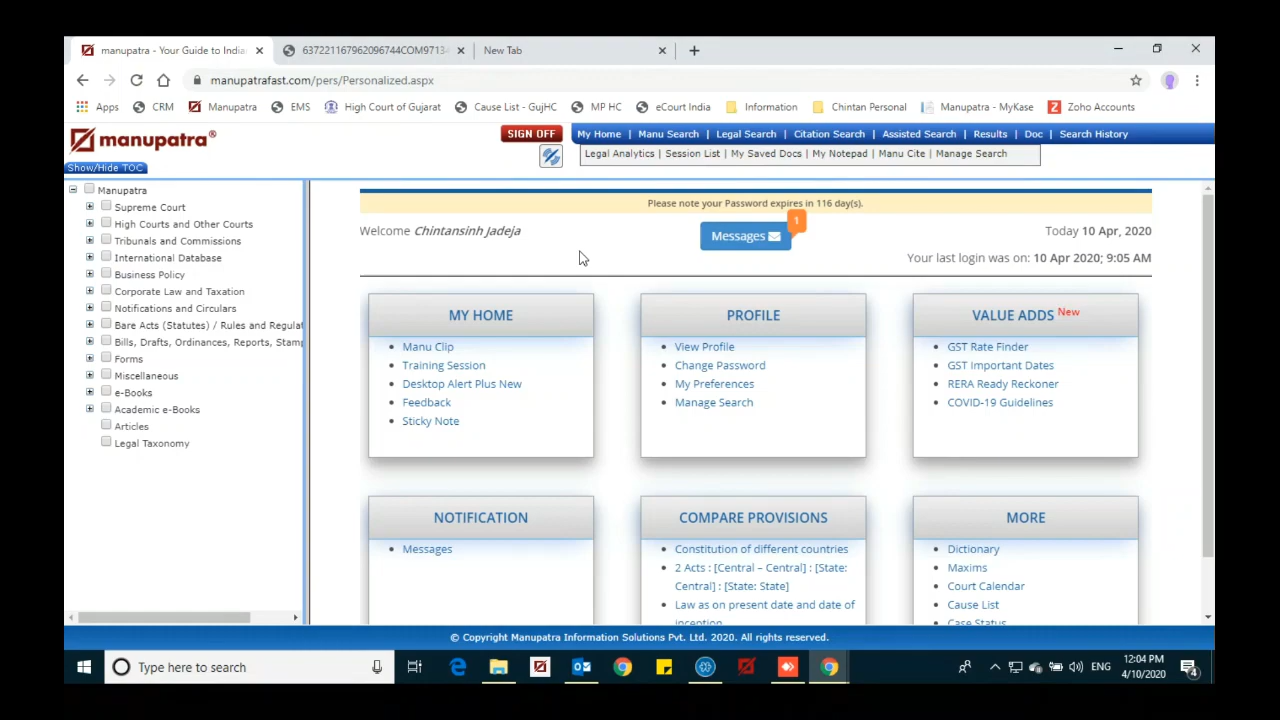 manupatra - Your Guide to India
637221167962096744COM9713
New Tab
manupatrafast.com/pers/Personalized.aspx
Apps CRM Manupatra EMS High Court of Gujarat Cause List - GujHC MP HC eCourt India Information Chintan Personal Manupatra - MyKase Zoho Accounts
manupatra®
SIGN OFF
My Home | Manu Search | Legal Search | Citation Search | Assisted Search | Results | Doc | Search History
Legal Analytics | Session List | My Saved Docs | My Notepad | Manu Cite | Manage Search
Show/Hide TOC
Manupatra
Supreme Court
High Courts and Other Courts
Tribunals and Commissions
International Database
Business Policy
Corporate Law and Taxation
Notifications and Circulars
Bare Acts (Statutes) / Rules and Regulat
Bills, Drafts, Ordinances, Reports, Stam
Forms
Miscellaneous
e-Books
Academic e-Books
Articles
Legal Taxonomy
Please note your Password expires in 116 day(s).
Welcome Chintansinh Jadeja
Messages
1
Today 10 Apr, 2020
Your last login was on: 10 Apr 2020; 9:05 AM
MY HOME
Manu Clip
Training Session
Desktop Alert Plus New
Feedback
Sticky Note
PROFILE
View Profile
Change Password
My Preferences
Manage Search
VALUE ADDS New
GST Rate Finder
GST Important Dates
RERA Ready Reckoner
COVID-19 Guidelines
NOTIFICATION
Messages
COMPARE PROVISIONS
Constitution of different countries
2 Acts : [Central – Central] : [State:
Central] : [State: State]
Law as on present date and date of
inception
MORE
Dictionary
Maxims
Court Calendar
Cause List
Case Status
© Copyright Manupatra Information Solutions Pvt. Ltd. 2020. All rights reserved.
Type here to search
ENG
12:04 PM
4/10/2020
4